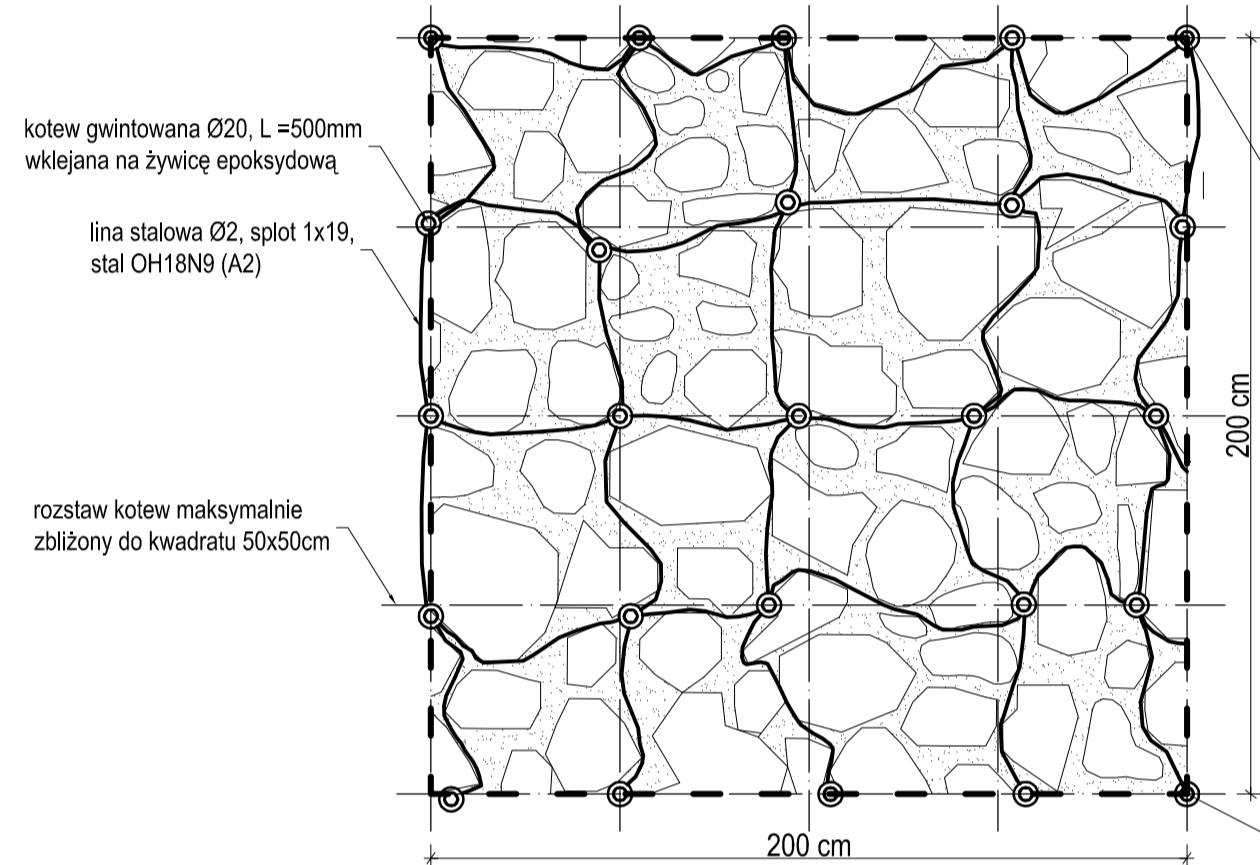 kotew gwintowana Ø20, L =500mm
wklejana na żywicę epoksydową
lina stalowa Ø2, splot 1x19,
stal OH18N9 (A2)
rozstaw kotew maksymalnie
zbliżony do kwadratu 50x50cm
200 cm
200 cm